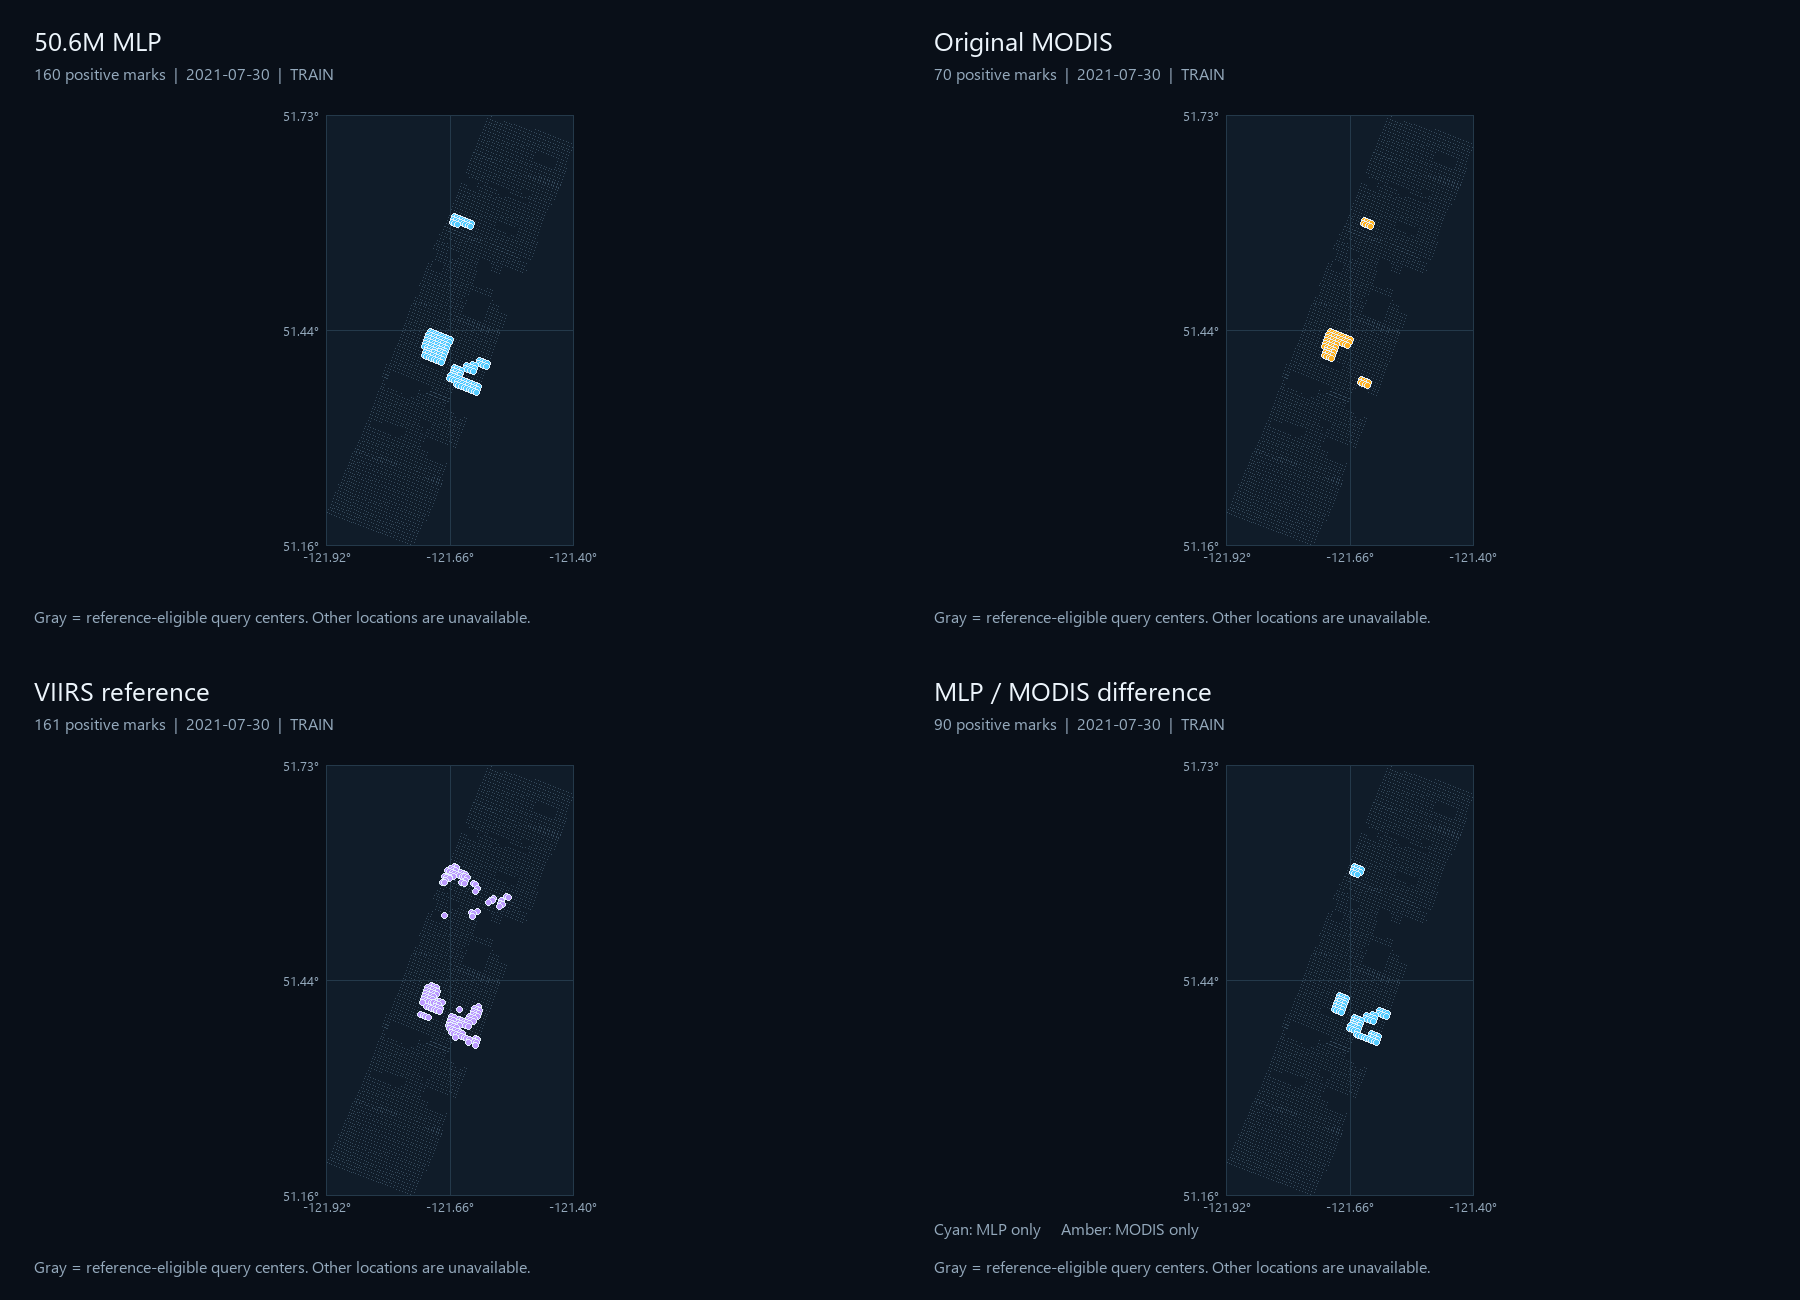 50.6M MLP
160 positive marks | 2021-07-30 | TRAIN
51.73°
51.44°
51.16°
-121.92° -121.66° -121.40°
Gray = reference-eligible query centers. Other locations are unavailable.
Original MODIS
70 positive marks | 2021-07-30 | TRAIN
51.73°
51.44°
51.16°
-121.92° -121.66° -121.40°
Gray = reference-eligible query centers. Other locations are unavailable.
VIIRS reference
161 positive marks | 2021-07-30 | TRAIN
51.73°
51.44°
51.16°
-121.92° -121.66° -121.40°
Gray = reference-eligible query centers. Other locations are unavailable.
MLP / MODIS difference
90 positive marks | 2021-07-30 | TRAIN
51.73°
51.44°
51.16°
-121.92° -121.66° -121.40°
Cyan: MLP only Amber: MODIS only
Gray = reference-eligible query centers. Other locations are unavailable.